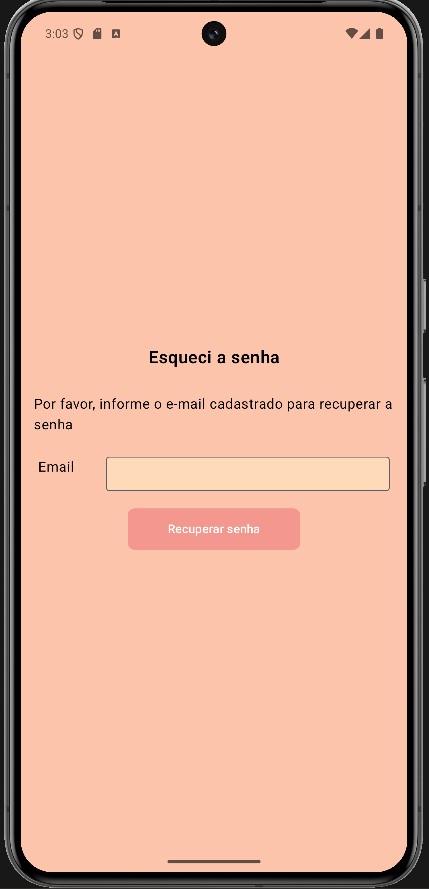 3:03
Esqueci a senha
Por favor, informe o e-mail cadastrado para recuperar a
senha
Email
Recuperar senha